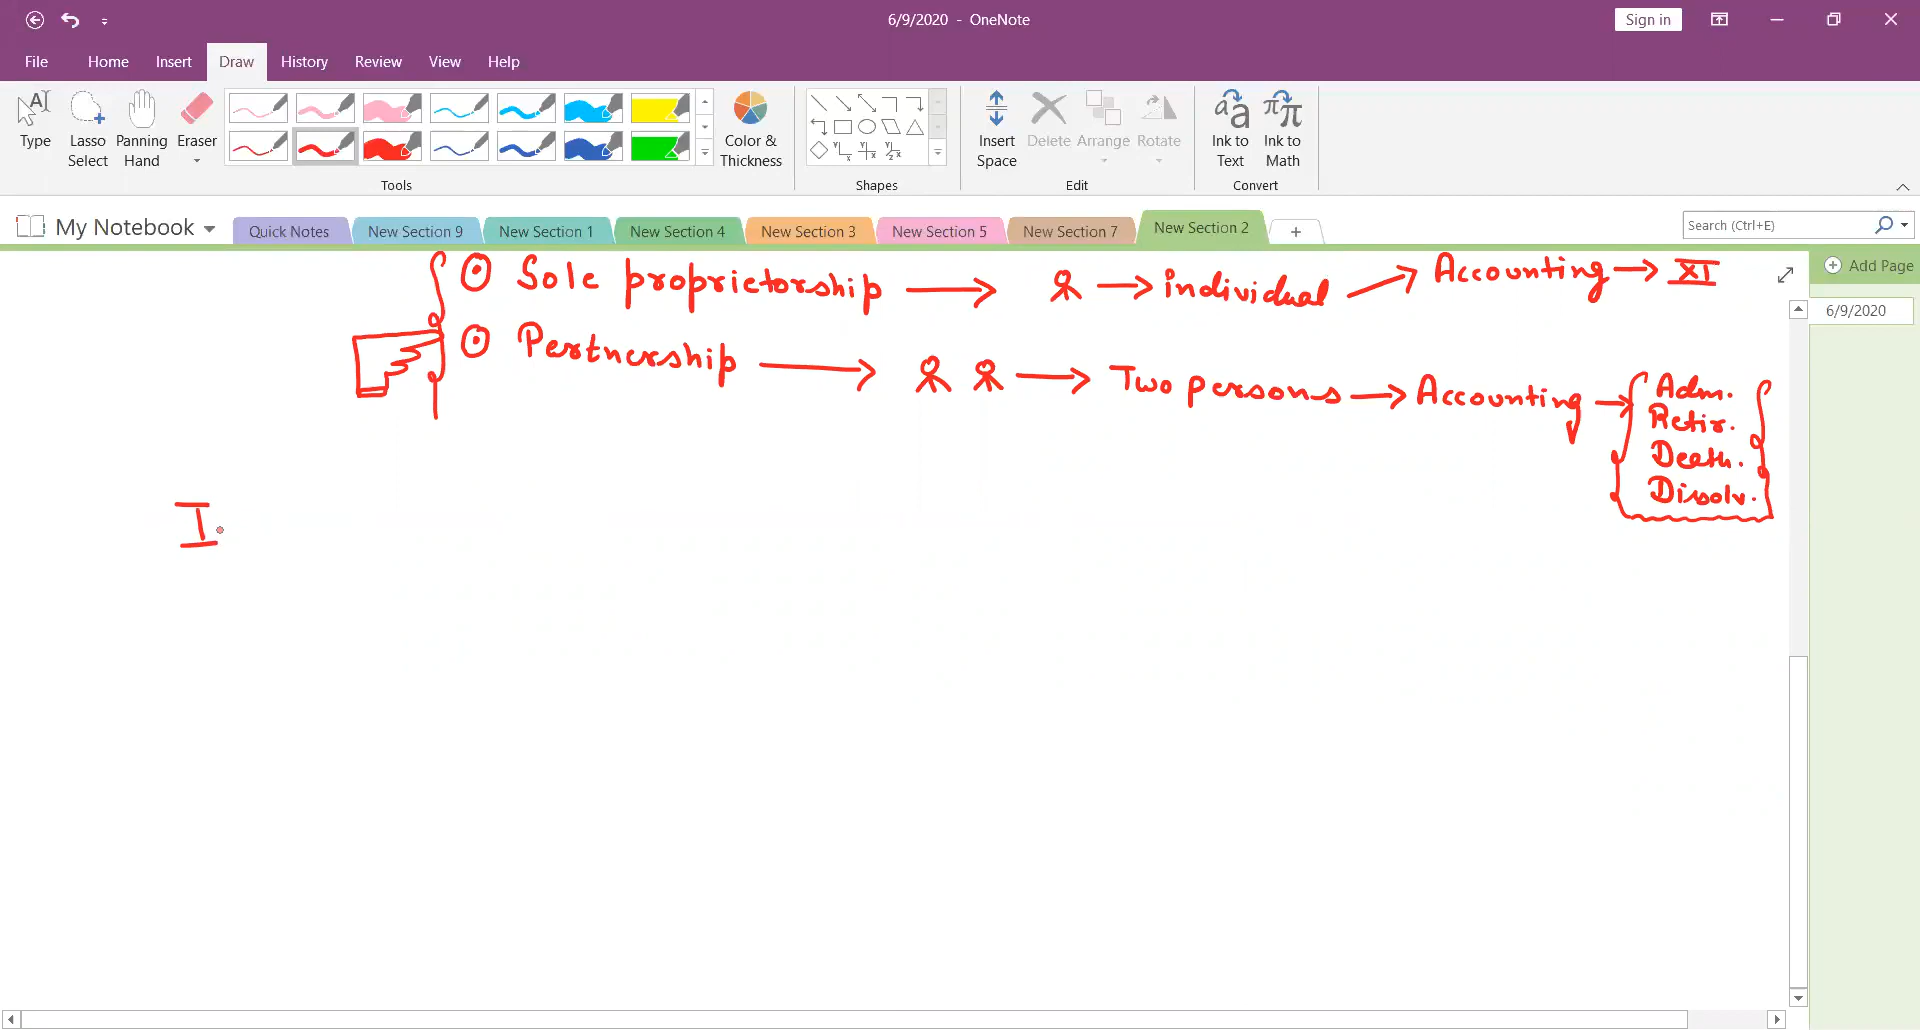 6/9/2020 - OneNote
Sign in
File Home Insert Draw History Review View Help
Type
Lasso Select
Panning Hand
Eraser
Color & Thickness
Insert Space
Delete
Arrange
Rotate
Ink to Text
Ink to Math
Tools
Shapes
Edit
Convert
My Notebook
Quick Notes
New Section 9
New Section 1
New Section 4
New Section 3
New Section 5
New Section 7
New Section 2
Search (Ctrl+E)
Add Page
6/9/2020
Sole proprietorship → individual → Accounting → XI
Pertnership → Two persons → Accounting → Adm.
Retir.
Death.
Dissolv.
I